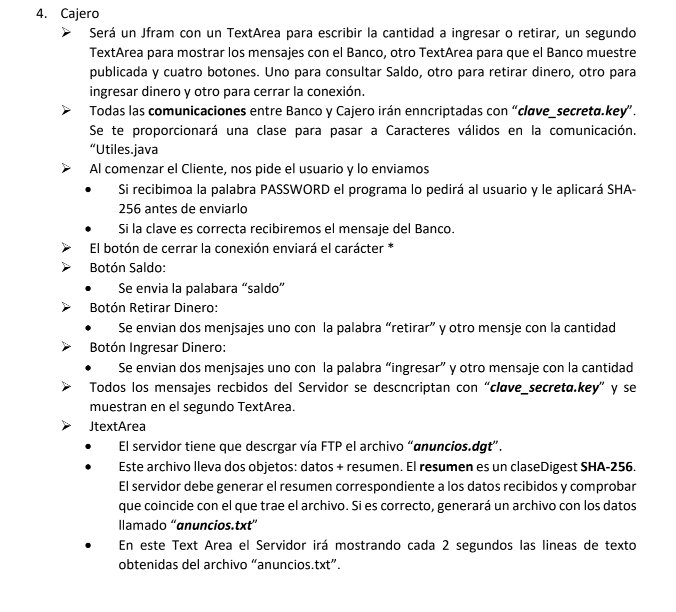 4. Cajero
➢ Será un Jfram con un TextArea para escribir la cantidad a ingresar o retirar, un segundo
TextArea para mostrar los mensajes con el Banco, otro TextArea para que el Banco muestre
publicada y cuatro botones. Uno para consultar Saldo, otro para retirar dinero, otro para
ingresar dinero y otro para cerrar la conexión.
➢ Todas las comunicaciones entre Banco y Cajero irán enncriptadas con “clave_secreta.key”.
Se te proporcionará una clase para pasar a Caracteres válidos en la comunicación.
“Utiles.java
➢ Al comenzar el Cliente, nos pide el usuario y lo enviamos
• Si recibimoa la palabra PASSWORD el programa lo pedirá al usuario y le aplicará SHA-
256 antes de enviarlo
• Si la clave es correcta recibiremos el mensaje del Banco.
➢ El botón de cerrar la conexión enviará el carácter *
➢ Botón Saldo:
• Se envia la palabara “saldo”
➢ Botón Retirar Dinero:
• Se envian dos menjsajes uno con la palabra “retirar” y otro mensje con la cantidad
➢ Botón Ingresar Dinero:
• Se envian dos menjsajes uno con la palabra “ingresar” y otro mensaje con la cantidad
➢ Todos los mensajes recbidos del Servidor se descncriptan con “clave_secreta.key” y se
muestran en el segundo TextArea.
➢ JtextArea
• El servidor tiene que descrgar vía FTP el archivo “anuncios.dgt”.
• Este archivo lleva dos objetos: datos + resumen. El resumen es un claseDigest SHA-256.
El servidor debe generar el resumen correspondiente a los datos recibidos y comprobar
que coincide con el que trae el archivo. Si es correcto, generará un archivo con los datos
llamado “anuncios.txt”
• En este Text Area el Servidor irá mostrando cada 2 segundos las lineas de texto
obtenidas del archivo “anuncios.txt”.